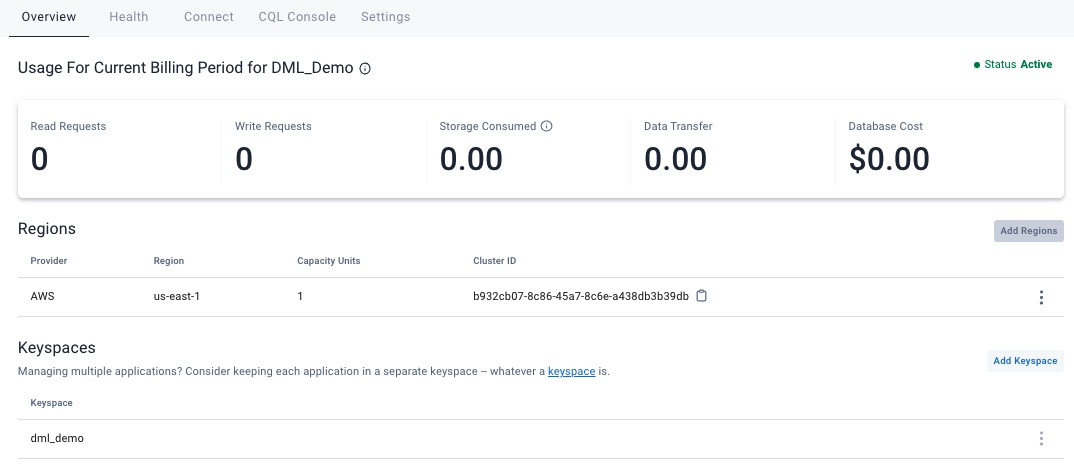 Overview Health Connect CQL Console Settings
Usage For Current Billing Period for DML_Demo
Status Active
Read Requests Write Requests Storage Consumed Data Transfer Database Cost
0 0 0.00 0.00 $0.00
Regions
Add Regions
Provider Region Capacity Units Cluster ID
AWS us-east-1 1 b932cb07-8c86-45a7-8c6e-a438db3b39db
Keyspaces
Add Keyspace
Managing multiple applications? Consider keeping each application in a separate keyspace -- whatever a keyspace is.
Keyspace
dml_demo